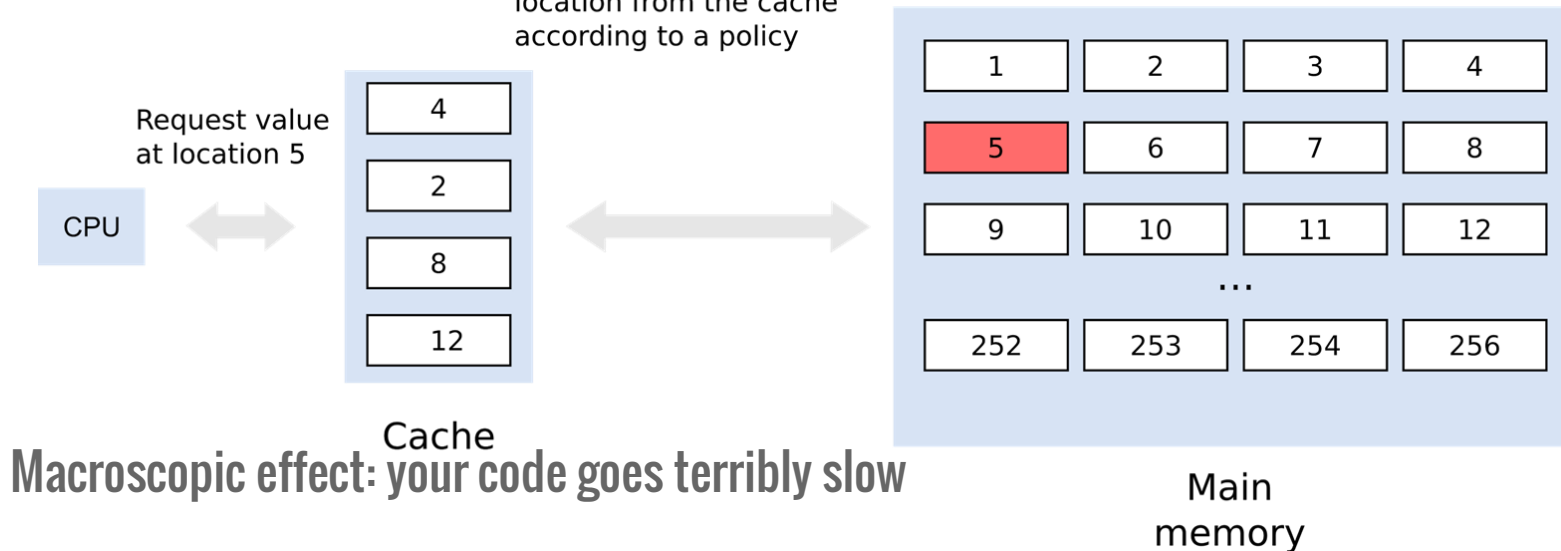 location from the cache
according to a policy
Request value
at location 5
CPU
4
2
8
12
Cache
1 2 3 4
5 6 7 8
9 10 11 12
...
252 253 254 256
Main
memory
Macroscopic effect: your code goes terribly slow